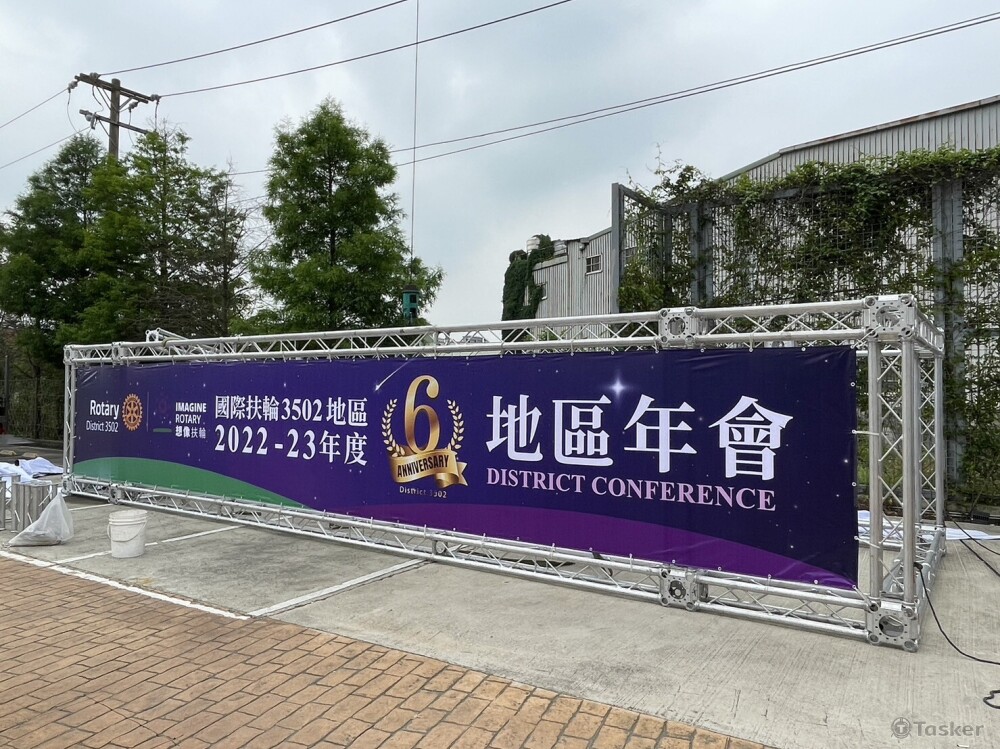 Rotary
District 3502
IMAGINE
ROTARY
想像扶輪
國際扶輪3502地區
2022-23年度
6
ANNIVERSARY
District 3502
地區年會
DISTRICT CONFERENCE
Tasker